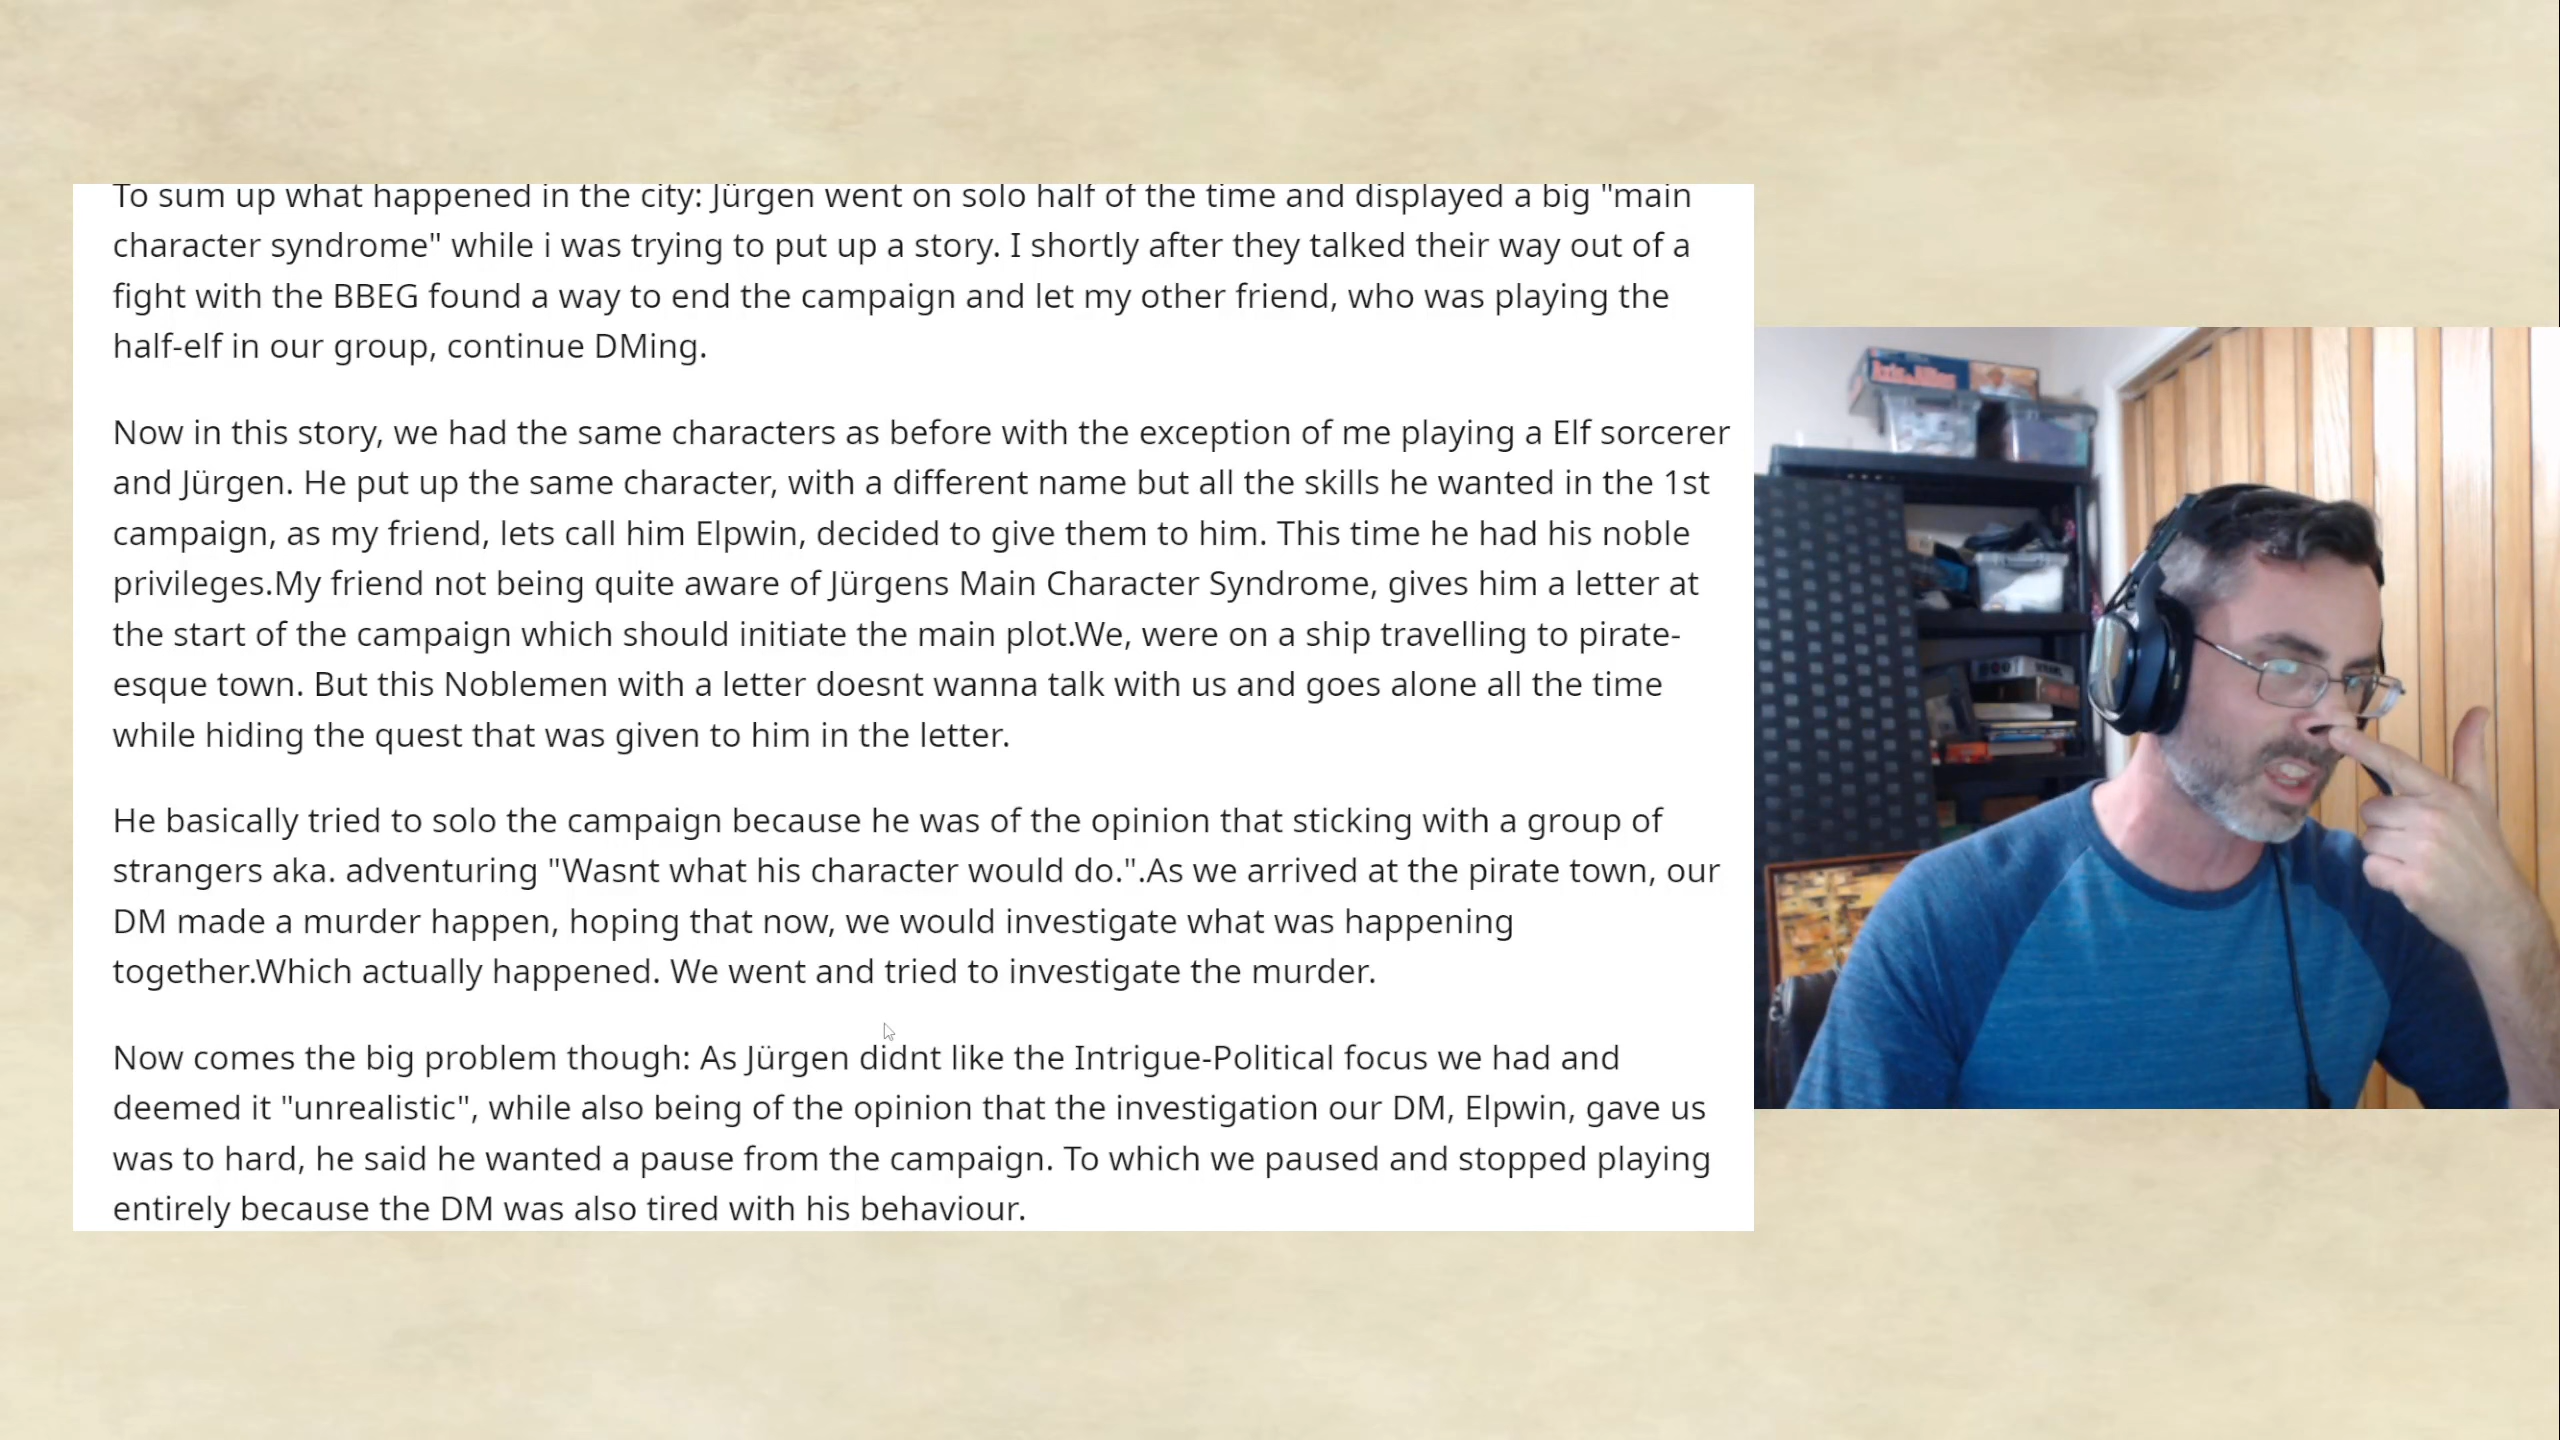 To sum up what happened in the city: Jürgen went on solo half of the time and displayed a big "main
character syndrome" while i was trying to put up a story. I shortly after they talked their way out of a
fight with the BBEG found a way to end the campaign and let my other friend, who was playing the
half-elf in our group, continue DMing.
Now in this story, we had the same characters as before with the exception of me playing a Elf sorcerer
and Jürgen. He put up the same character, with a different name but all the skills he wanted in the 1st
campaign, as my friend, lets call him Elpwin, decided to give them to him. This time he had his noble
privileges.My friend not being quite aware of Jürgens Main Character Syndrome, gives him a letter at
the start of the campaign which should initiate the main plot.We, were on a ship travelling to pirate-
esque town. But this Noblemen with a letter doesnt wanna talk with us and goes alone all the time
while hiding the quest that was given to him in the letter.
He basically tried to solo the campaign because he was of the opinion that sticking with a group of
strangers aka. adventuring "Wasnt what his character would do.".As we arrived at the pirate town, our
DM made a murder happen, hoping that now, we would investigate what was happening
together.Which actually happened. We went and tried to investigate the murder.
Now comes the big problem though: As Jürgen didnt like the Intrigue-Political focus we had and
deemed it "unrealistic", while also being of the opinion that the investigation our DM, Elpwin, gave us
was to hard, he said he wanted a pause from the campaign. To which we paused and stopped playing
entirely because the DM was also tired with his behaviour.
Axis & Allies